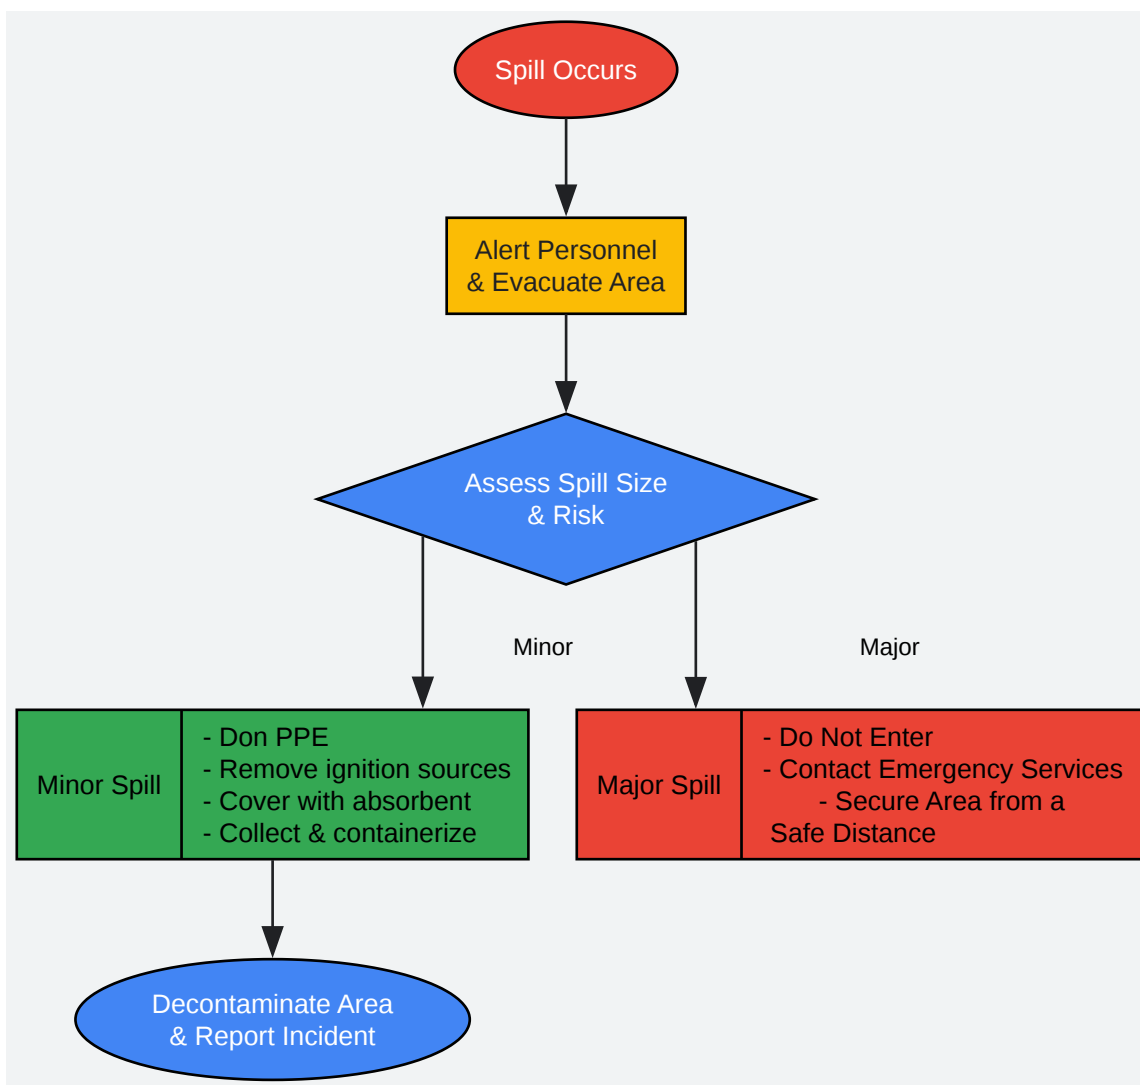 Spill Occurs
Alert Personnel
& Evacuate Area
Assess Spill Size
& Risk
Minor
Major
Minor Spill
- Don PPE
- Remove ignition sources
- Cover with absorbent
- Collect & containerize
Major Spill
- Do Not Enter
- Contact Emergency Services
- Secure Area from a
Safe Distance
Decontaminate Area
& Report Incident